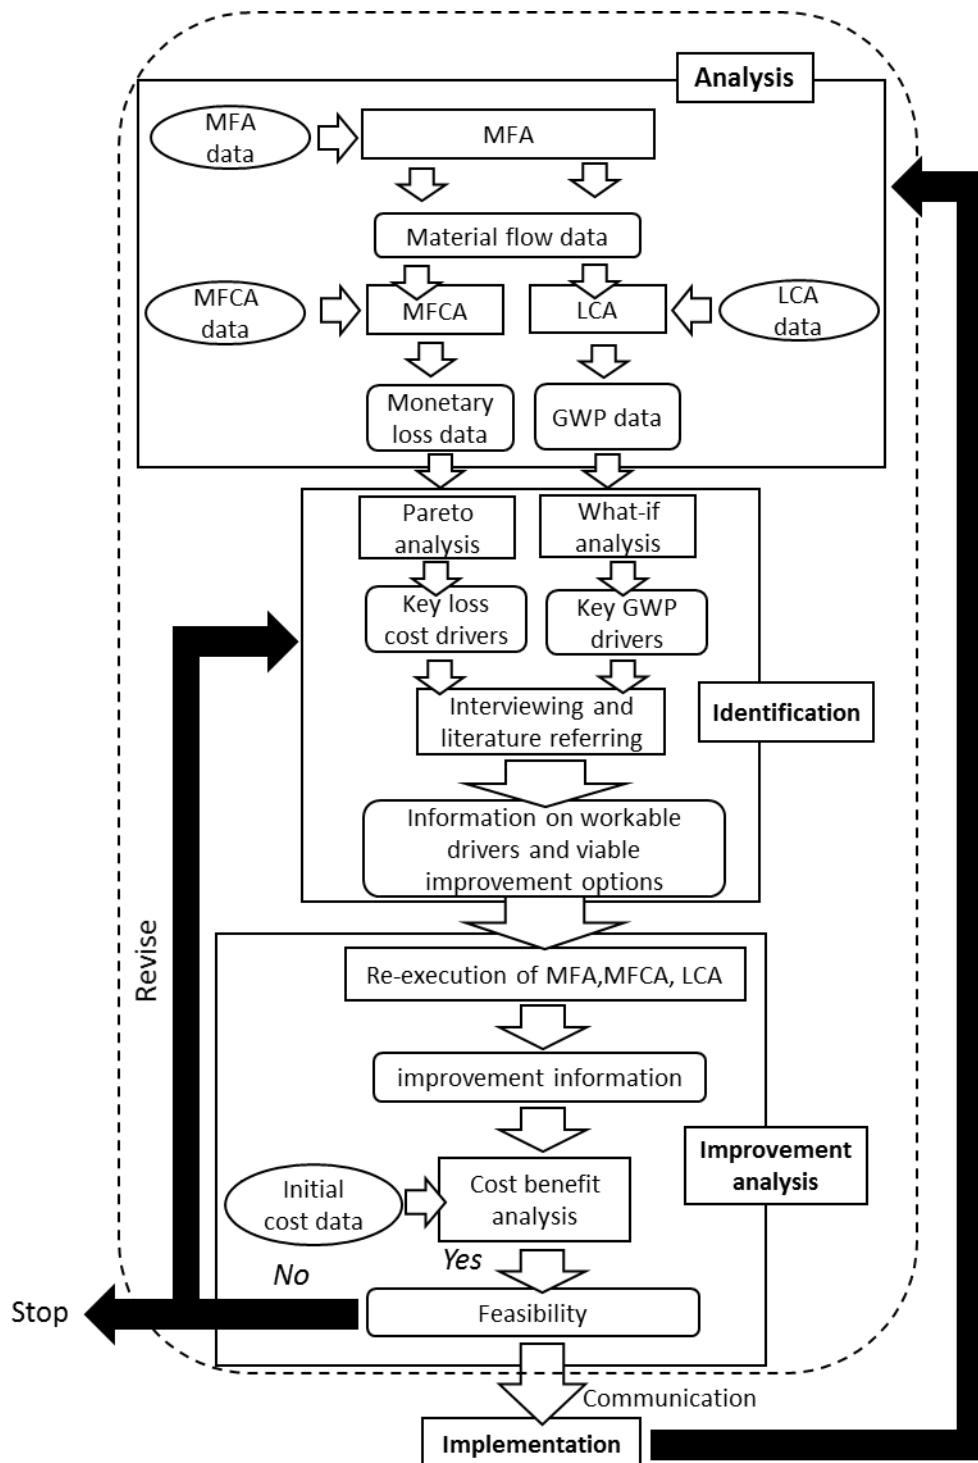 Analysis
MFA
data
MFA
Material flow data
MFCA
data
MFCA
LCA
LCA
data
Monetary
loss data
GWP data
Pareto
analysis
What-if
analysis
Key loss
cost drivers
Key GWP
drivers
Interviewing and
literature referring
Identification
Information on workable
drivers and viable
improvement options
Revise
Re-execution of MFA,MFCA, LCA
improvement information
Improvement
analysis
Initial
cost data
Cost benefit
analysis
Yes
No
Stop
Feasibility
Communication
Implementation